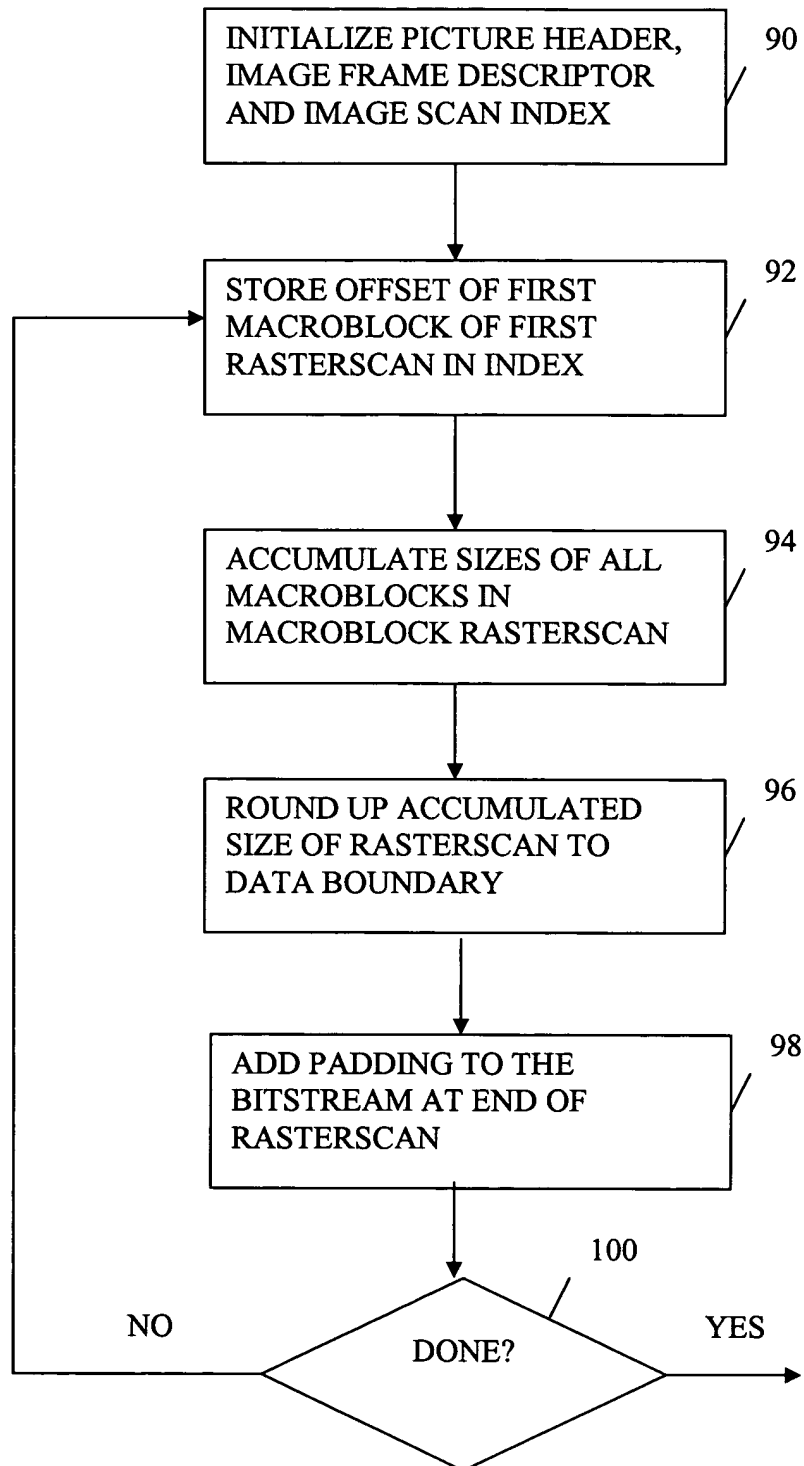 INITIALIZE PICTURE HEADER,
IMAGE FRAME DESCRIPTOR
AND IMAGE SCAN INDEX
90
STORE OFFSET OF FIRST
MACROBLOCK OF FIRST
RASTERSCAN IN INDEX
92
ACCUMULATE SIZES OF ALL
MACROBLOCKS IN
MACROBLOCK RASTERSCAN
94
ROUND UP ACCUMULATED
SIZE OF RASTERSCAN TO
DATA BOUNDARY
96
ADD PADDING TO THE
BITSTREAM AT END OF
RASTERSCAN
98
100
NO
DONE?
YES